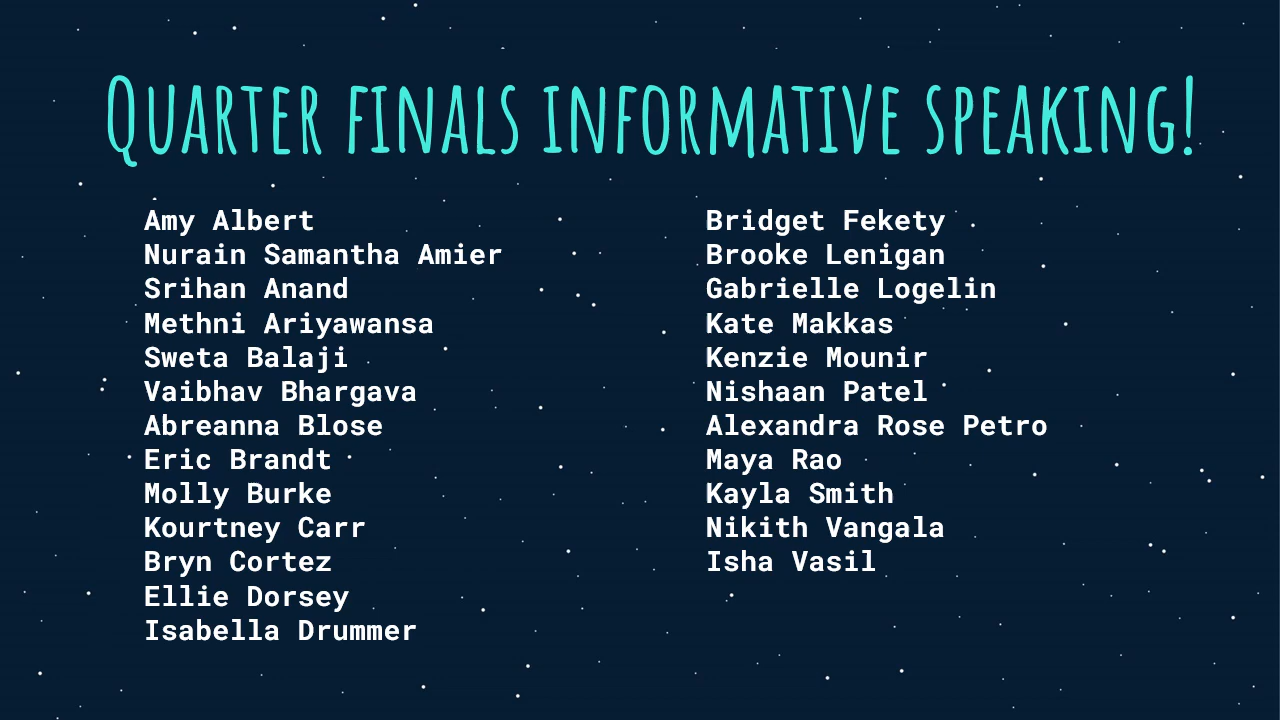 Quarter finals informative speaking!
Amy Albert
Nurain Samantha Amier
Srihan Anand
Methni Ariyawansa
Sweta Balaji
Vaibhav Bhargava
Abreanna Blose
Eric Brandt
Molly Burke
Kourtney Carr
Bryn Cortez
Ellie Dorsey
Isabella Drummer
Bridget Fekety
Brooke Lenigan
Gabrielle Logelin
Kate Makkas
Kenzie Mounir
Nishaan Patel
Alexandra Rose Petro
Maya Rao
Kayla Smith
Nikith Vangala
Isha Vasil